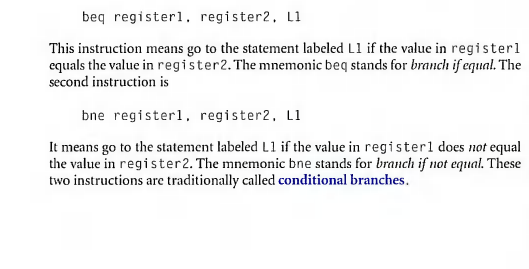 beq register1, register2, L1
This instruction means go to the statement labeled L1 if the value in register1
equals the value in register2. The mnemonic beq stands for branch if equal. The
second instruction is
bne register1, register2, L1
It means go to the statement labeled L1 if the value in register1 does not equal
the value in register2. The mnemonic bne stands for branch if not equal. These
two instructions are traditionally called conditional branches.